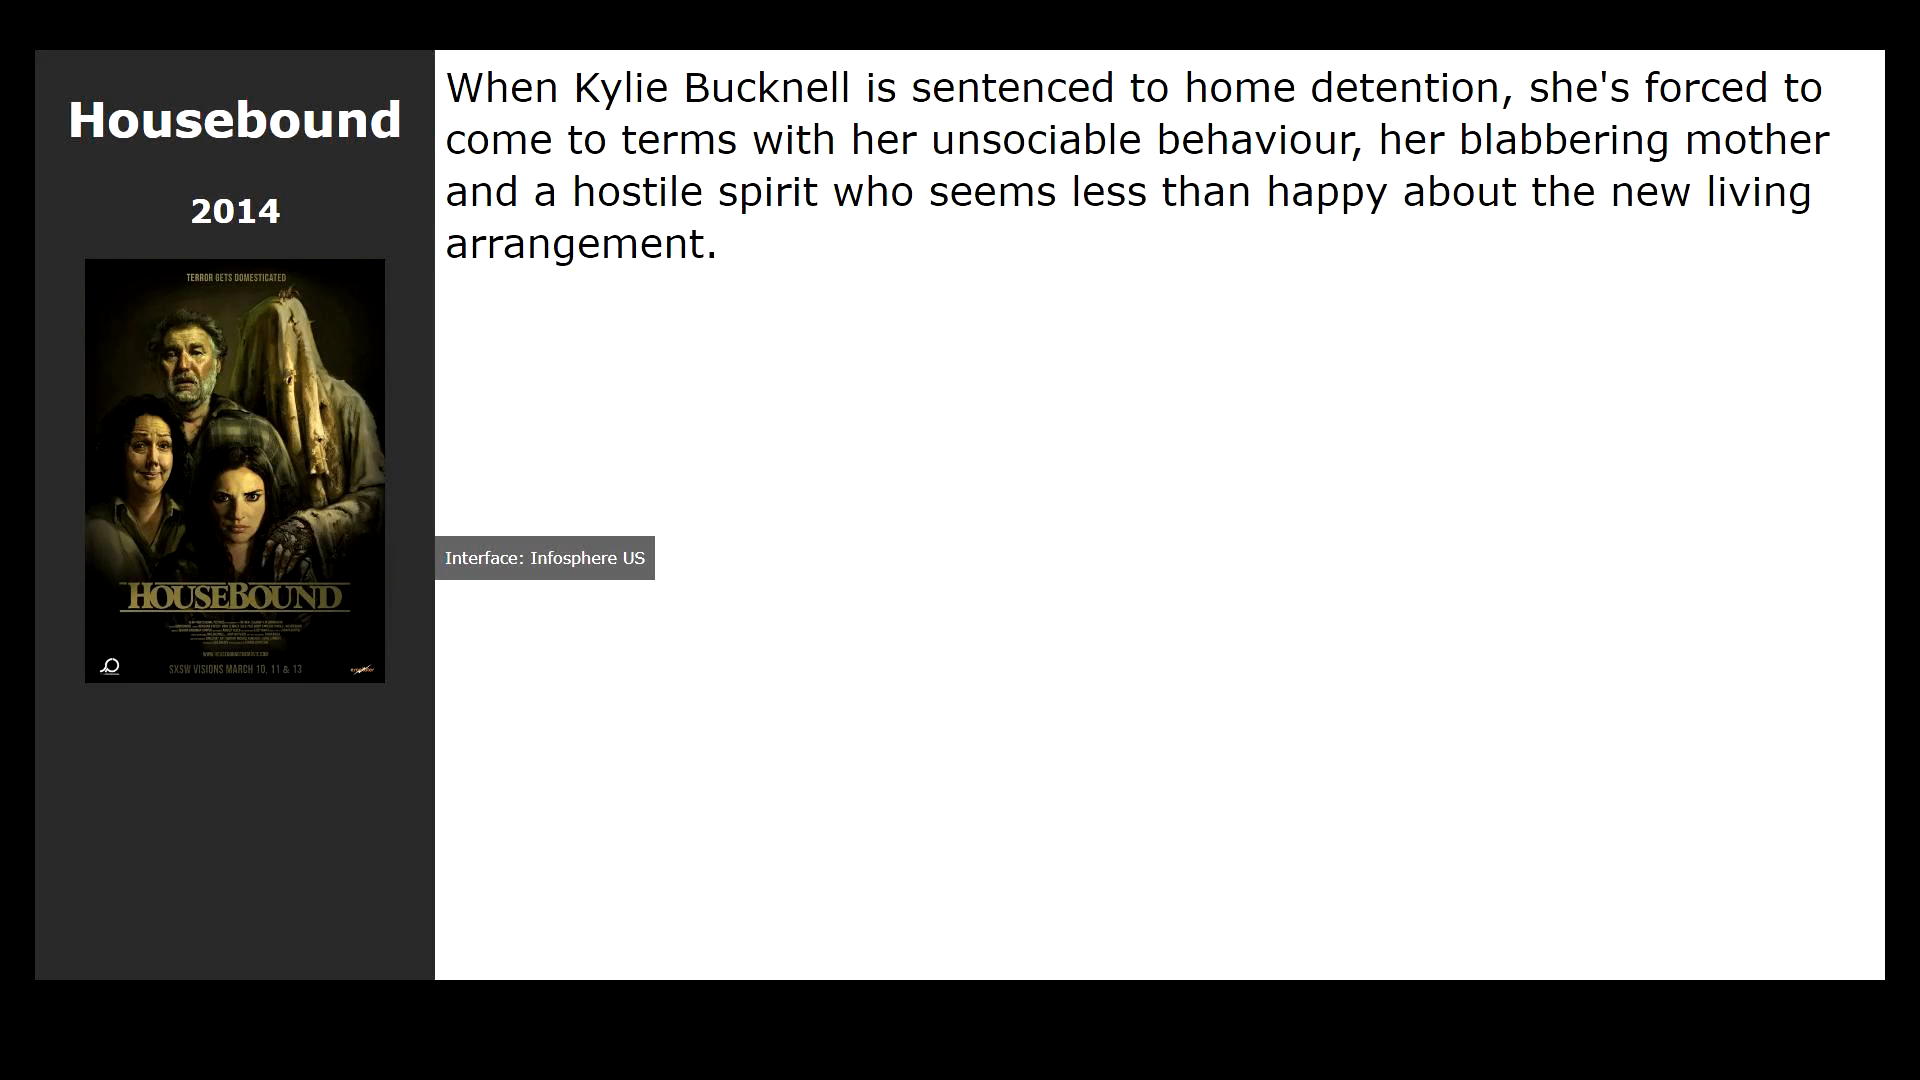 Housebound
2014
TERROR GETS DOMESTICATED
HOUSEBOUND
SXSW VISIONS MARCH 10, 11 & 13
When Kylie Bucknell is sentenced to home detention, she's forced to
come to terms with her unsociable behaviour, her blabbering mother
and a hostile spirit who seems less than happy about the new living
arrangement.
Interface: Infosphere US